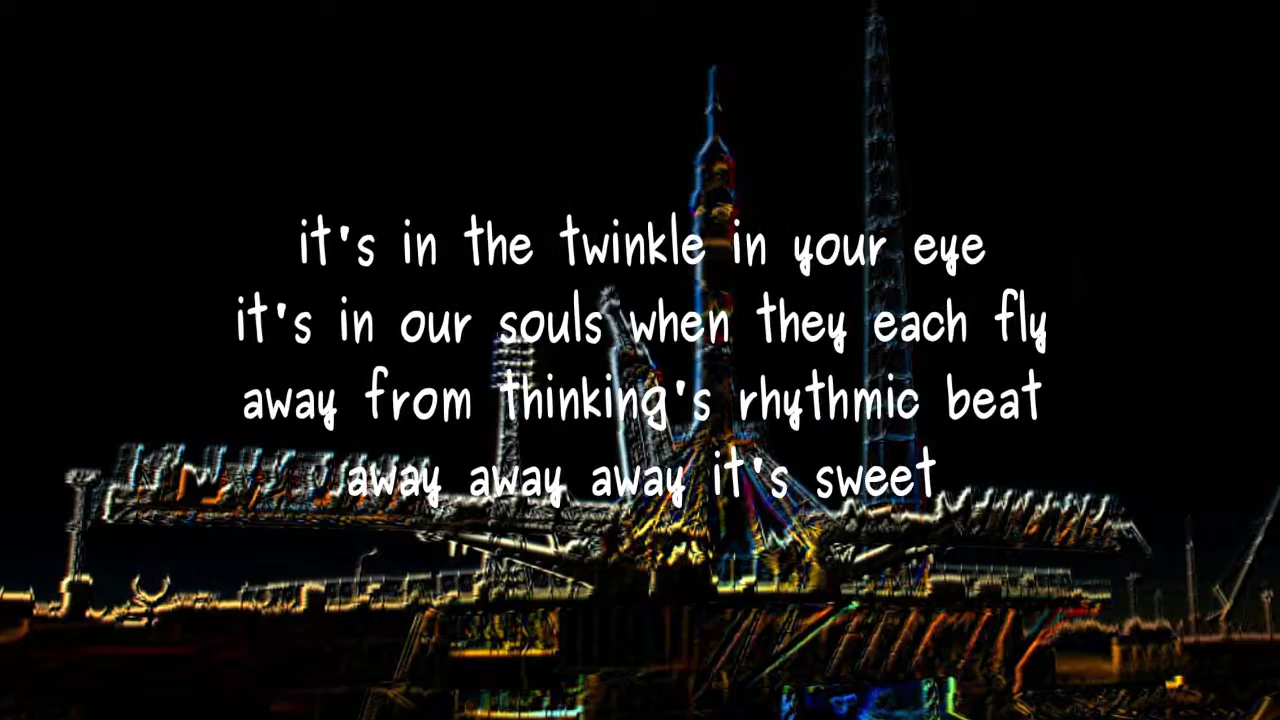 it's in the twinkle in your eye
it's in our souls when they each fly
away from thinking's rhythmic beat
away away away it's sweet